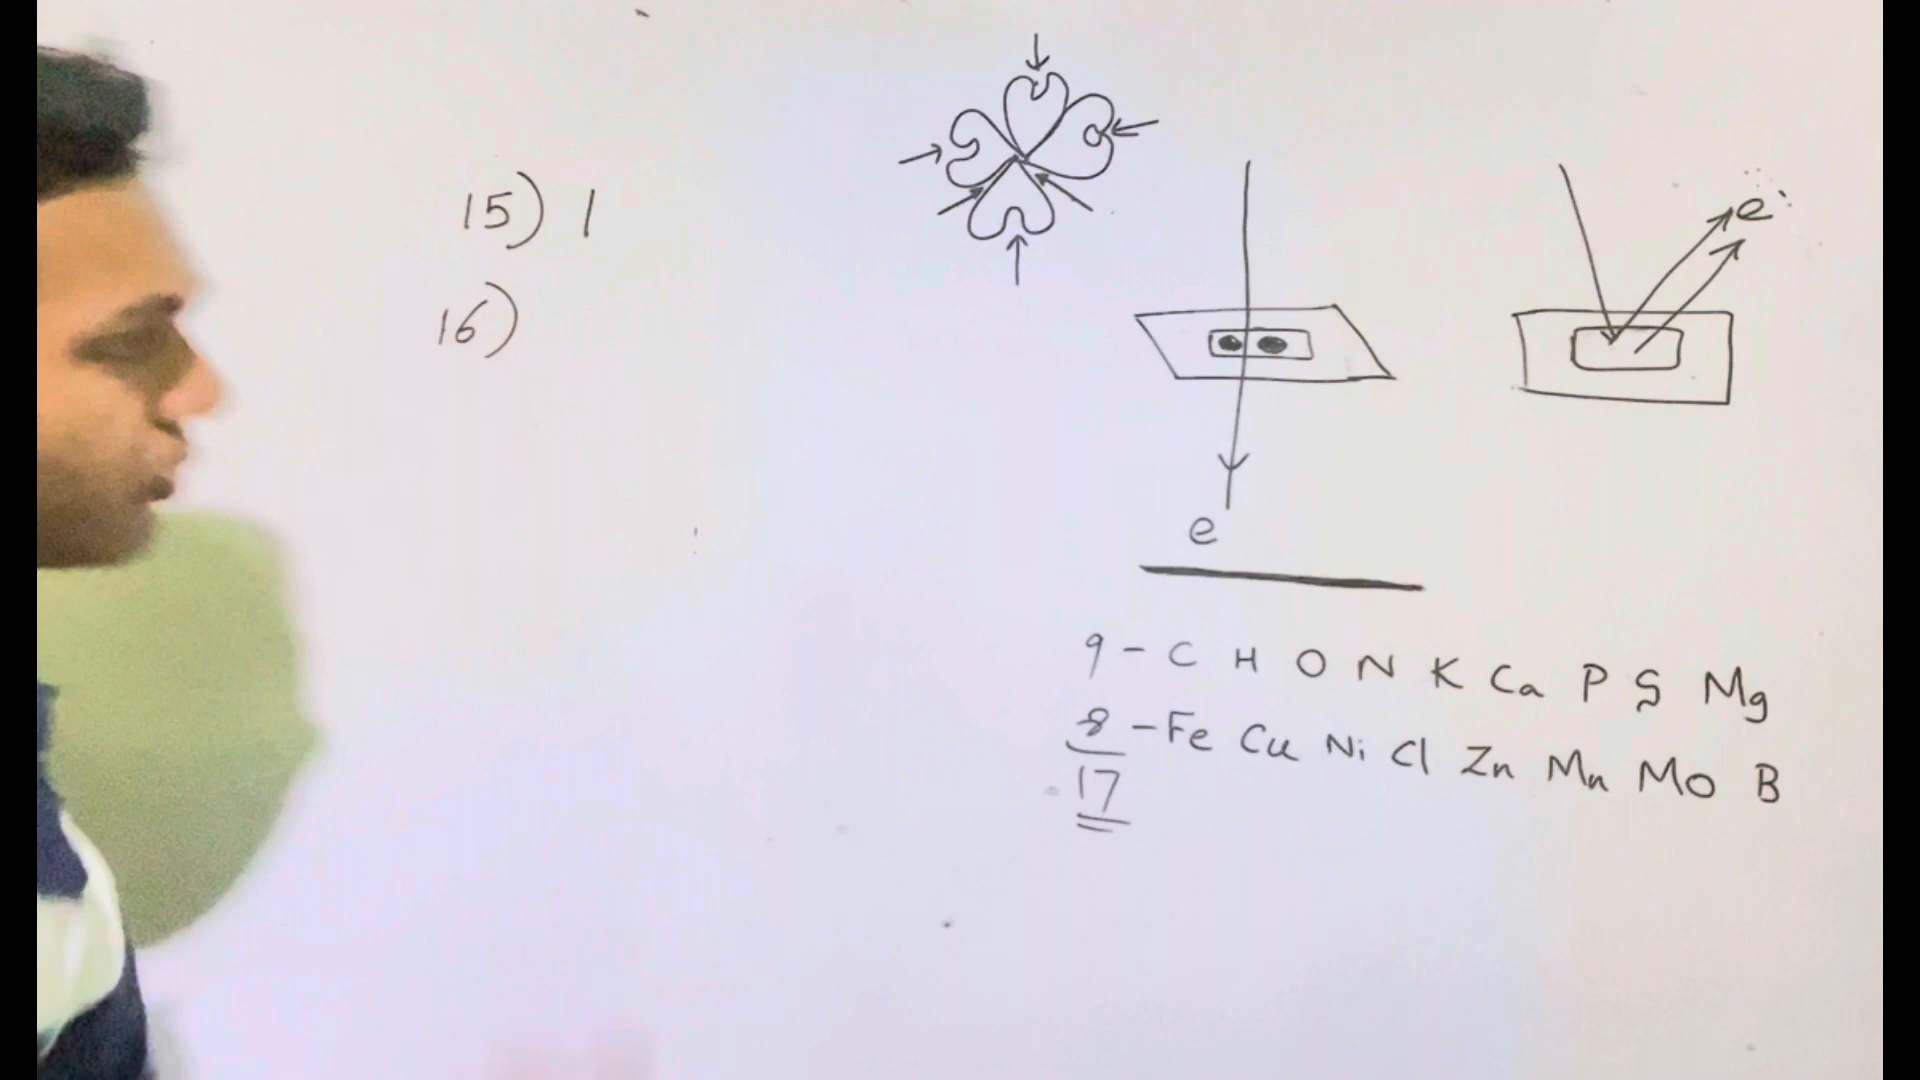 15) 1
16)
e
e
9 - C H O N K Ca P S Mg
8 - Fe Cu Ni Cl Zn Mn Mo B
17